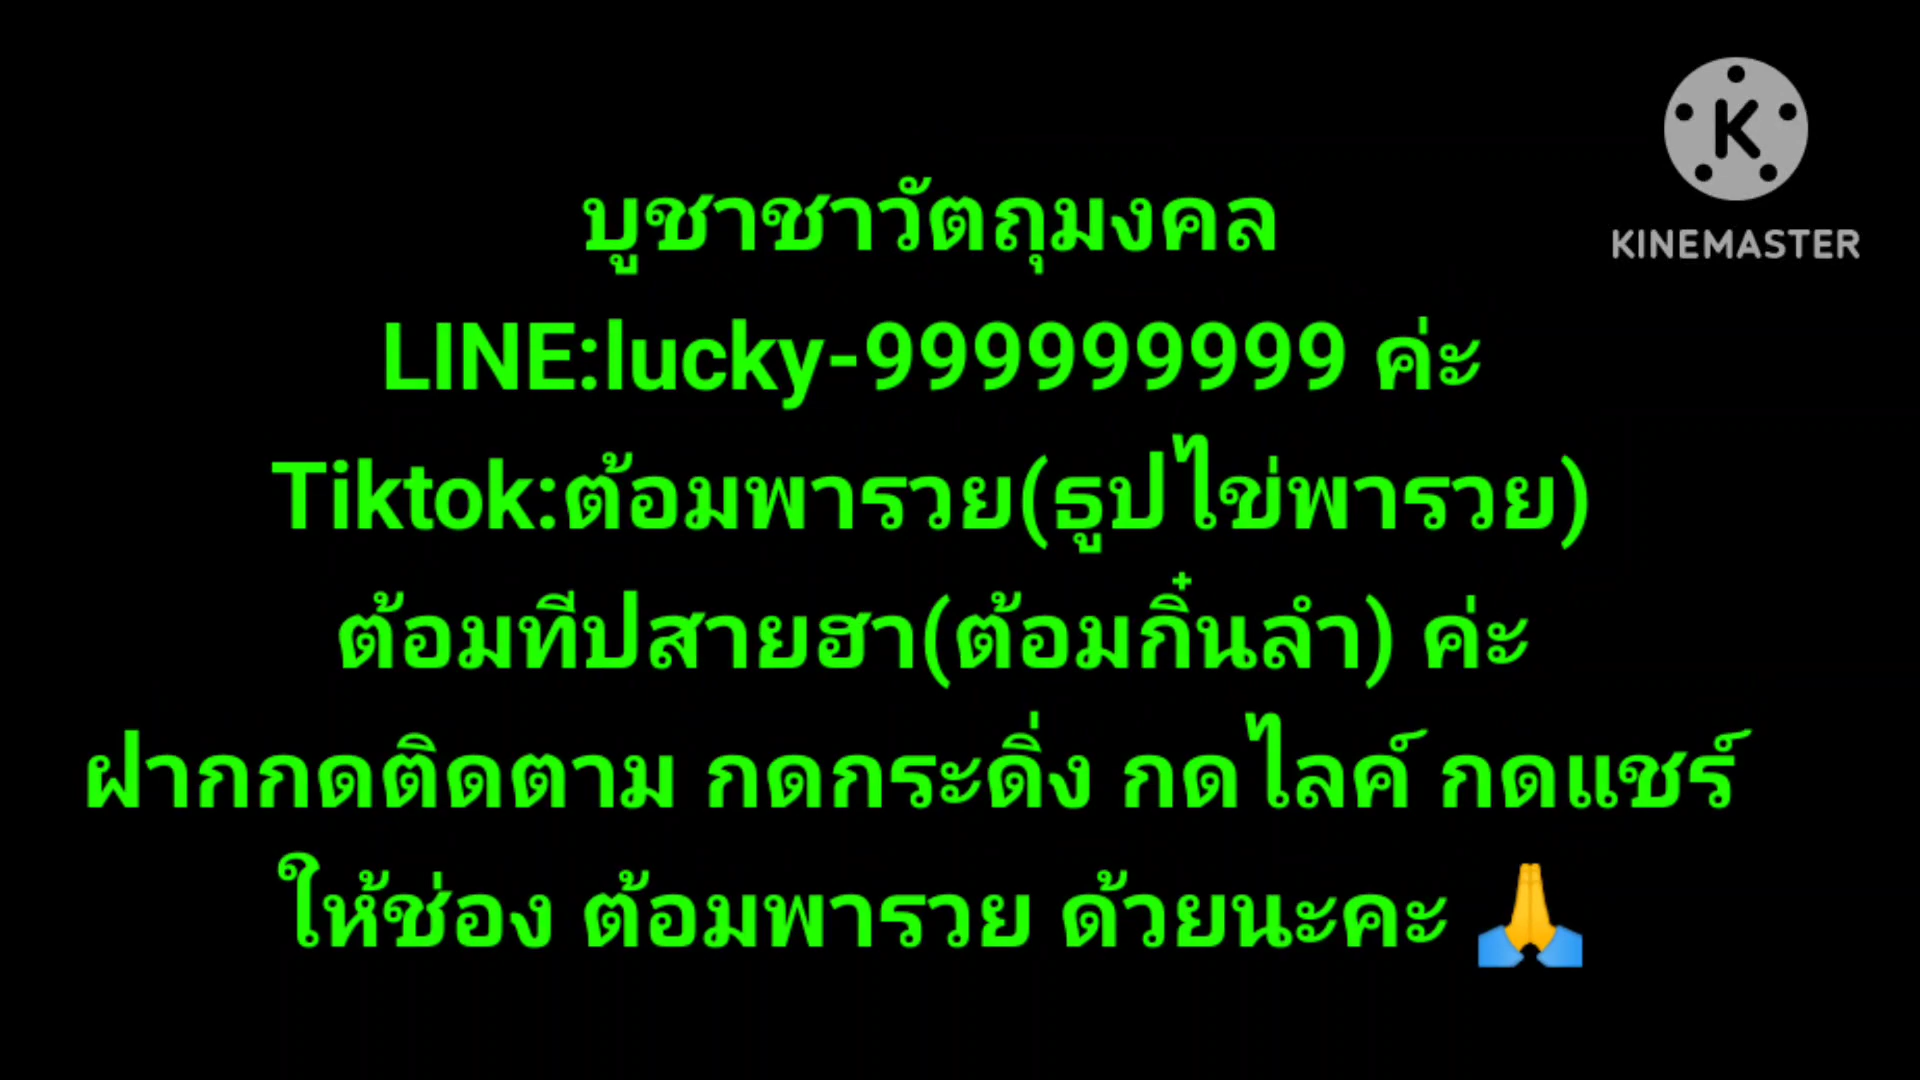 บูชาชาวัตถุมงคล
LINE:lucky-999999999 ค่ะ
Tiktok:ต้อมพารวย(ธูปไข่พารวย)
ต้อมทีปสายฮา(ต้อมกิ๋นลำ) ค่ะ
ฝากกดติดตาม กดกระดิ่ง กดไลค์ กดแชร์
ให้ช่อง ต้อมพารวย ด้วยนะคะ 🙏
KINEMASTER